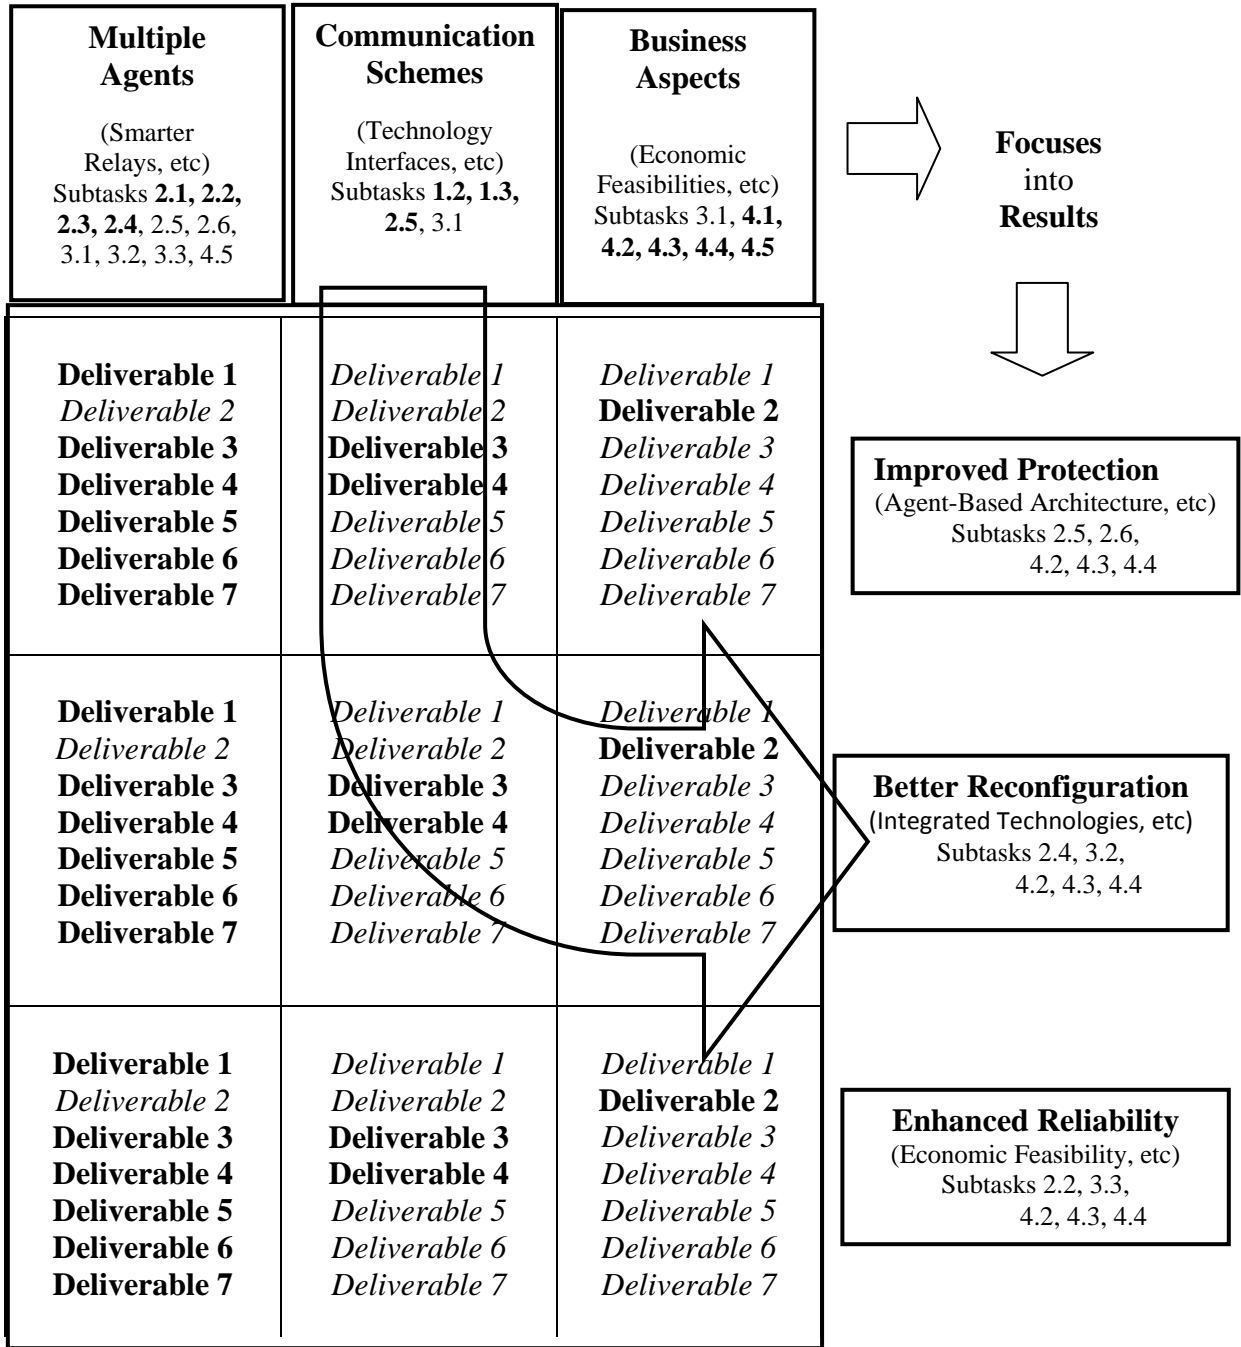 Multiple
Agents
(Smarter
Relays, etc)
Subtasks 2.1, 2.2,
2.3, 2.4, 2.5, 2.6,
3.1, 3.2, 3.3, 4.5
Communication
Schemes
(Technology
Interfaces, etc)
Subtasks 1.2, 1.3,
2.5, 3.1
Business
Aspects
(Economic
Feasibilities, etc)
Subtasks 3.1, 4.1,
4.2, 4.3, 4.4, 4.5
Focuses
into
Results
Deliverable 1
Deliverable 2
Deliverable 3
Deliverable 4
Deliverable 5
Deliverable 6
Deliverable 7
Deliverable 1
Deliverable 2
Deliverable 3
Deliverable 4
Deliverable 5
Deliverable 6
Deliverable 7
Deliverable 1
Deliverable 2
Deliverable 3
Deliverable 4
Deliverable 5
Deliverable 6
Deliverable 7
Improved Protection
(Agent-Based Architecture, etc)
Subtasks 2.5, 2.6,
4.2, 4.3, 4.4
Deliverable 1
Deliverable 2
Deliverable 3
Deliverable 4
Deliverable 5
Deliverable 6
Deliverable 7
Deliverable 1
Deliverable 2
Deliverable 3
Deliverable 4
Deliverable 5
Deliverable 6
Deliverable 7
Deliverable 1
Deliverable 2
Deliverable 3
Deliverable 4
Deliverable 5
Deliverable 6
Deliverable 7
Better Reconfiguration
(Integrated Technologies, etc)
Subtasks 2.4, 3.2,
4.2, 4.3, 4.4
Deliverable 1
Deliverable 2
Deliverable 3
Deliverable 4
Deliverable 5
Deliverable 6
Deliverable 7
Deliverable 1
Deliverable 2
Deliverable 3
Deliverable 4
Deliverable 5
Deliverable 6
Deliverable 7
Deliverable 1
Deliverable 2
Deliverable 3
Deliverable 4
Deliverable 5
Deliverable 6
Deliverable 7
Enhanced Reliability
(Economic Feasibility, etc)
Subtasks 2.2, 3.3,
4.2, 4.3, 4.4